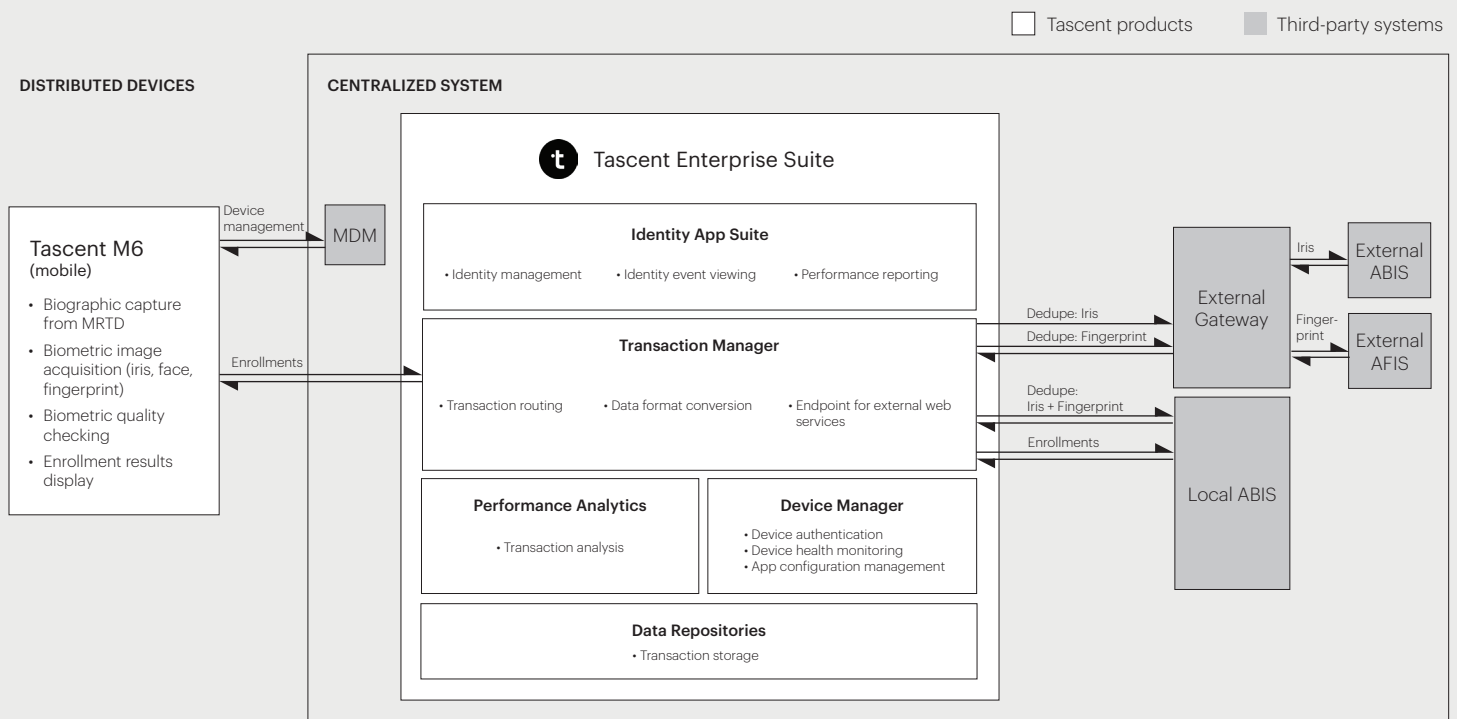 Tascent products
Third-party systems
DISTRIBUTED DEVICES
CENTRALIZED SYSTEM
t
Tascent Enterprise Suite
Tascent M6
(mobile)
• Biographic capture
from MRTD
• Biometric image
acquisition (iris, face,
fingerprint)
• Biometric quality
checking
• Enrollment results
display
Device
management
MDM
Enrollments
Identity App Suite
• Identity management
• Identity event viewing
• Performance reporting
Transaction Manager
• Transaction routing
• Data format conversion
• Endpoint for external web
services
Performance Analytics
• Transaction analysis
Device Manager
• Device authentication
• Device health monitoring
• App configuration management
Data Repositories
• Transaction storage
Dedupe: Iris
Dedupe: Fingerprint
Dedupe:
Iris + Fingerprint
Enrollments
External
Gateway
Local ABIS
Iris
External
ABIS
Finger-
print
External
AFIS